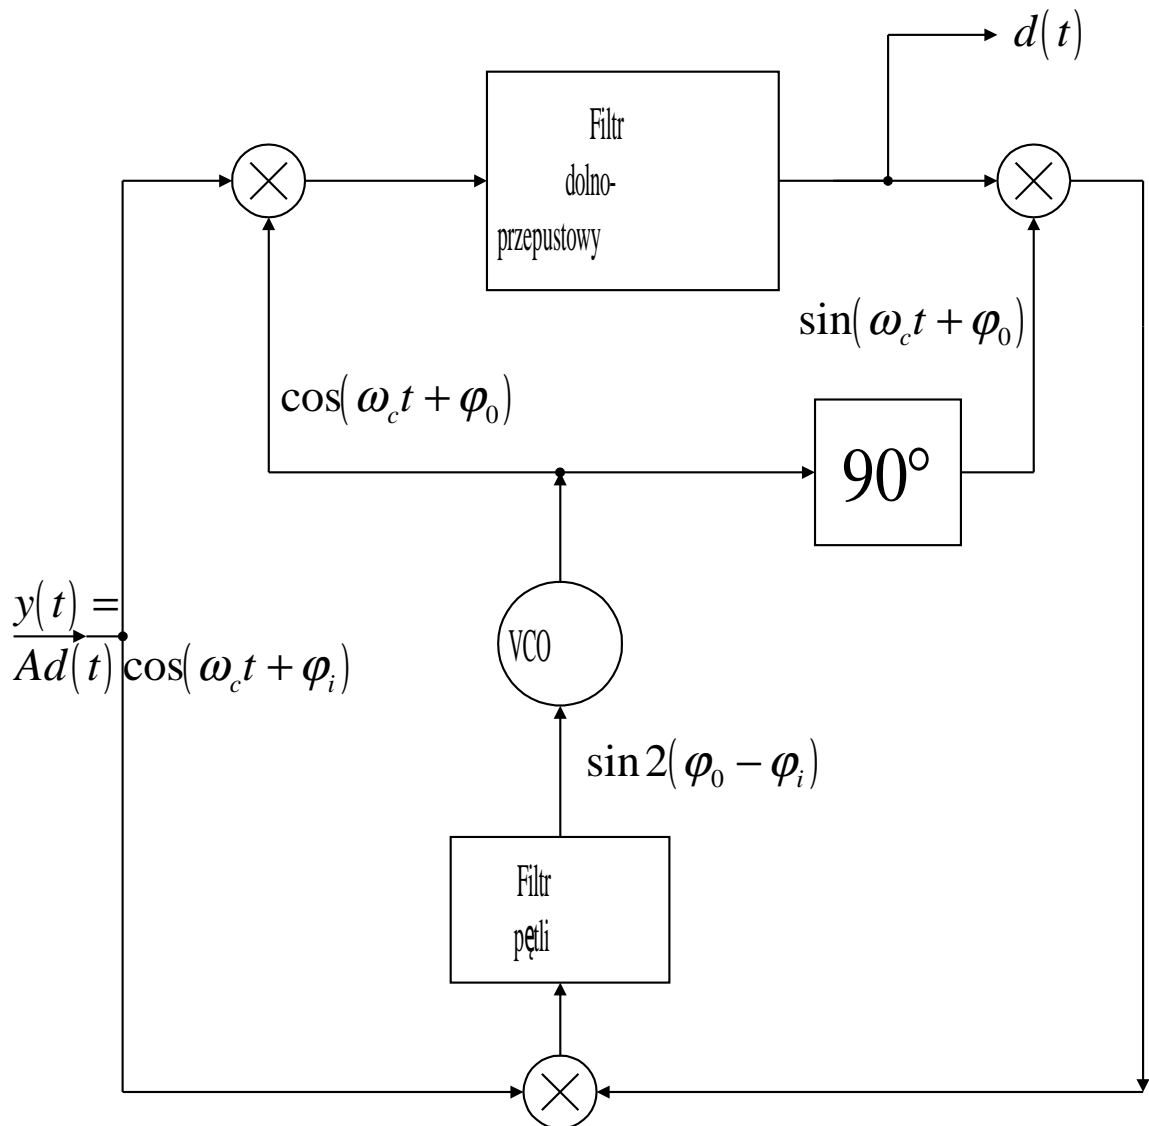 d(t)
Filtr
dolno-
przepustowy
sin(ω_c t + φ_0)
cos(ω_c t + φ_0)
90°
y(t) =
Ad(t) cos(ω_c t + φ_i)
VCO
sin 2(φ_0 − φ_i)
Filtr
pętli